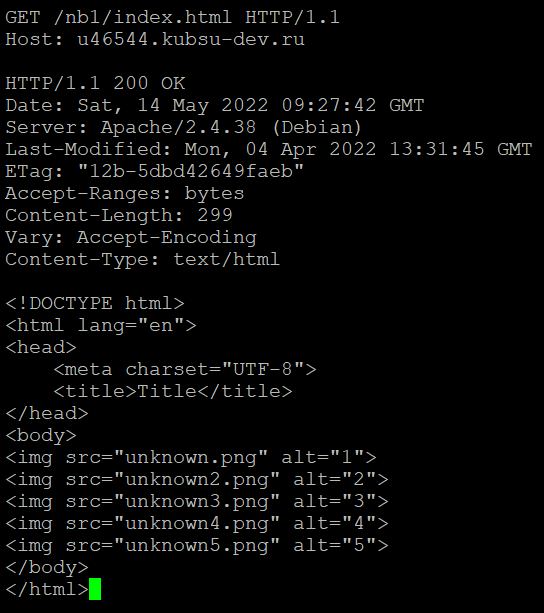 GET /nb1/index.html HTTP/1.1
Host: u46544.kubsu-dev.ru

HTTP/1.1 200 OK
Date: Sat, 14 May 2022 09:27:42 GMT
Server: Apache/2.4.38 (Debian)
Last-Modified: Mon, 04 Apr 2022 13:31:45 GMT
ETag: "12b-5dbd42649faeb"
Accept-Ranges: bytes
Content-Length: 299
Vary: Accept-Encoding
Content-Type: text/html

<!DOCTYPE html>
<html lang="en">
<head>
    <meta charset="UTF-8">
    <title>Title</title>
</head>
<body>
<img src="unknown.png" alt="1">
<img src="unknown2.png" alt="2">
<img src="unknown3.png" alt="3">
<img src="unknown4.png" alt="4">
<img src="unknown5.png" alt="5">
</body>
</html>